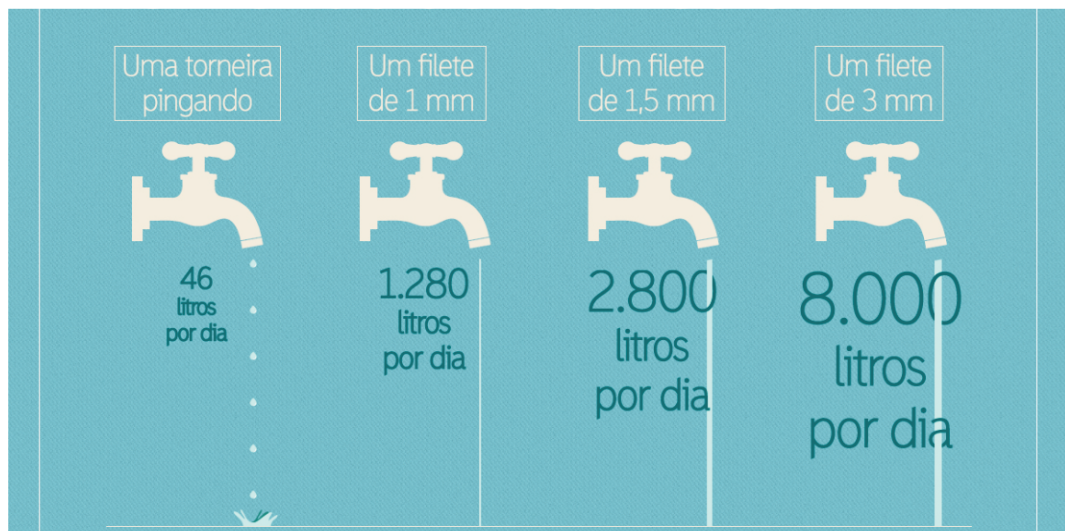 Uma torneira
pingando
46
litros
por dia
Um filete
de 1 mm
1.280
litros
por dia
Um filete
de 1,5 mm
2.800
litros
por dia
Um filete
de 3 mm
8.000
litros
por dia